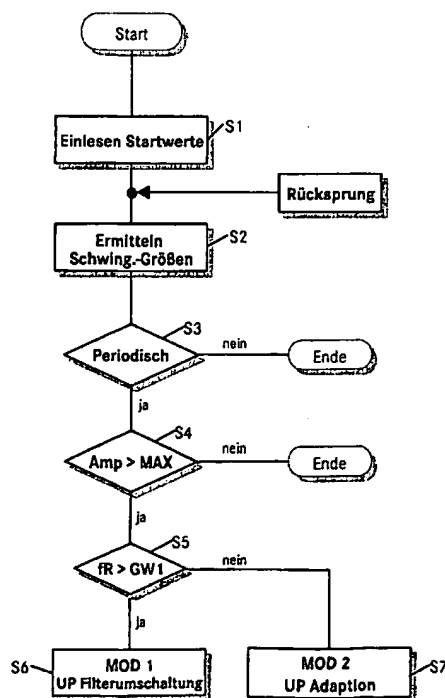 Start
Einlesen Startwerte
S1
Rücksprung
Ermitteln
Schwing.-Größen
S2
S3
Periodisch
nein
Ende
ja
S4
Amp > MAX
nein
Ende
ja
S5
fR > GW1
nein
ja
S6
MOD 1
UP Filterumschaltung
MOD 2
UP Adaption
S7